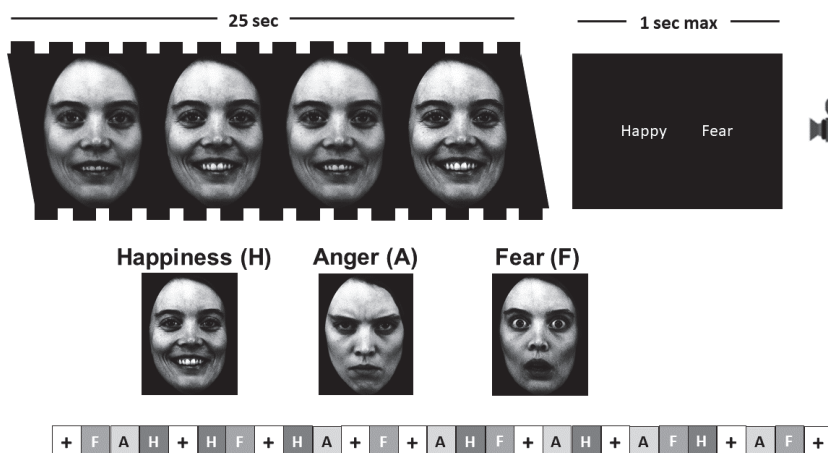 25 sec 1 sec max
Happy Fear
Happiness (H) Anger (A) Fear (F)
+ F A H + H F + H A + F + A H F + A H + A F H + A F +